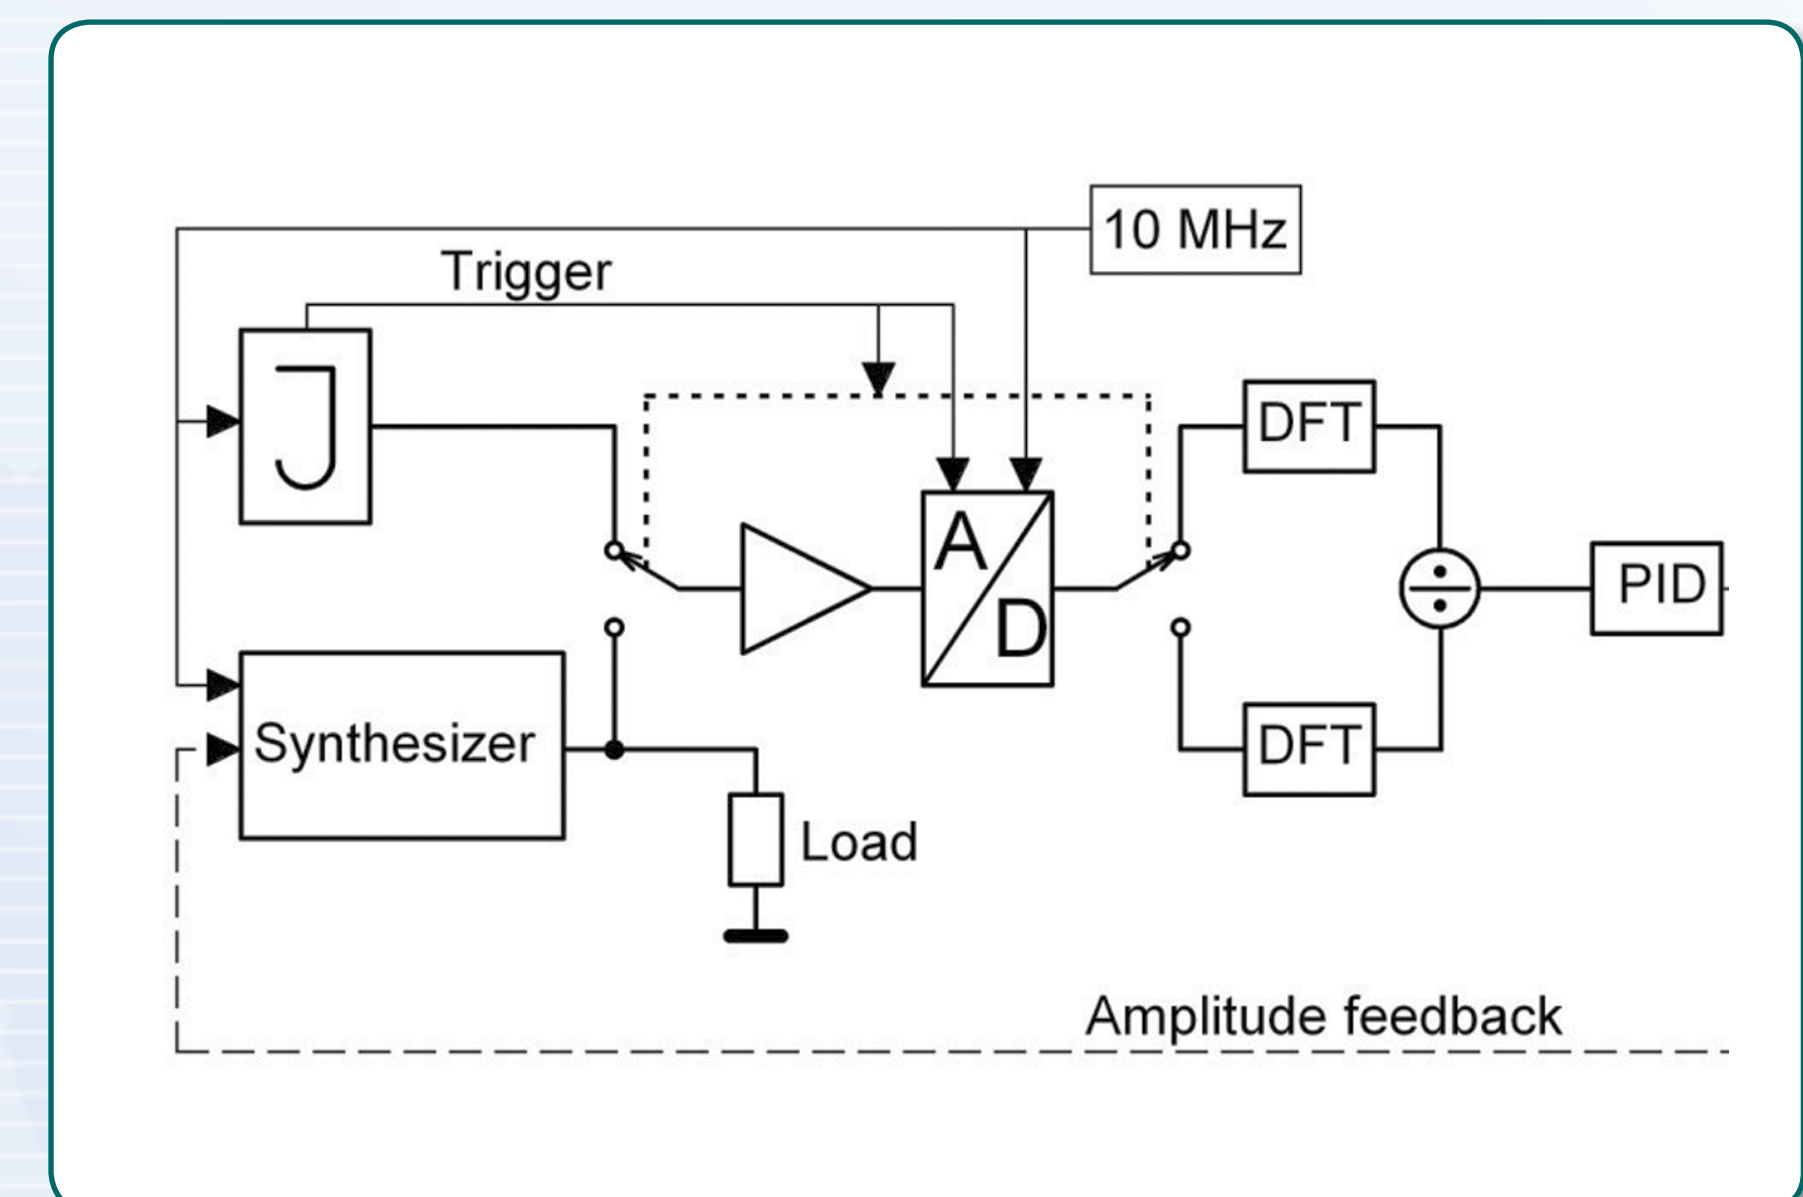 10 MHz
Trigger
J
DFT
A
D
PID
Synthesizer
DFT
Load
Amplitude feedback